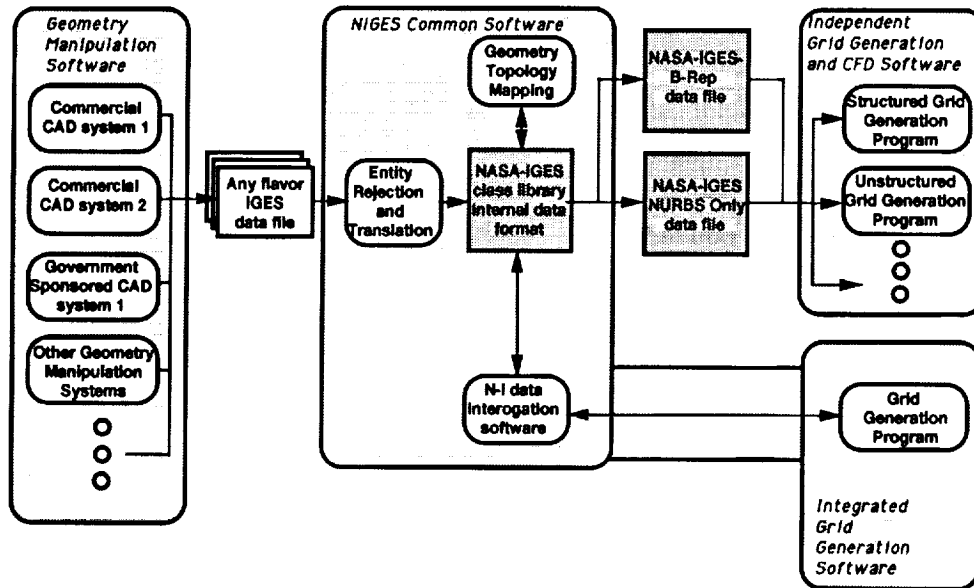 Geometry
Manipulation
Software
Commercial
CAD system 1
Commercial
CAD system 2
Government
Sponsored CAD
system 1
Other Geometry
Manipulation
Systems
Any flavor
IGES
data file
NIGES Common Software
Geometry
Topology
Mapping
Entity
Rejection
and
Translation
NASA-IGES
class library
internal data
format
N-I data
interogation
software
NASA-IGES-
B-Rep
data file
NASA-IGES
NURBS Only
data file
Independent
Grid Generation
and CFD Software
Structured Grid
Generation
Program
Unstructured
Grid Generation
Program
Grid
Generation
Program
Integrated
Grid
Generation
Software